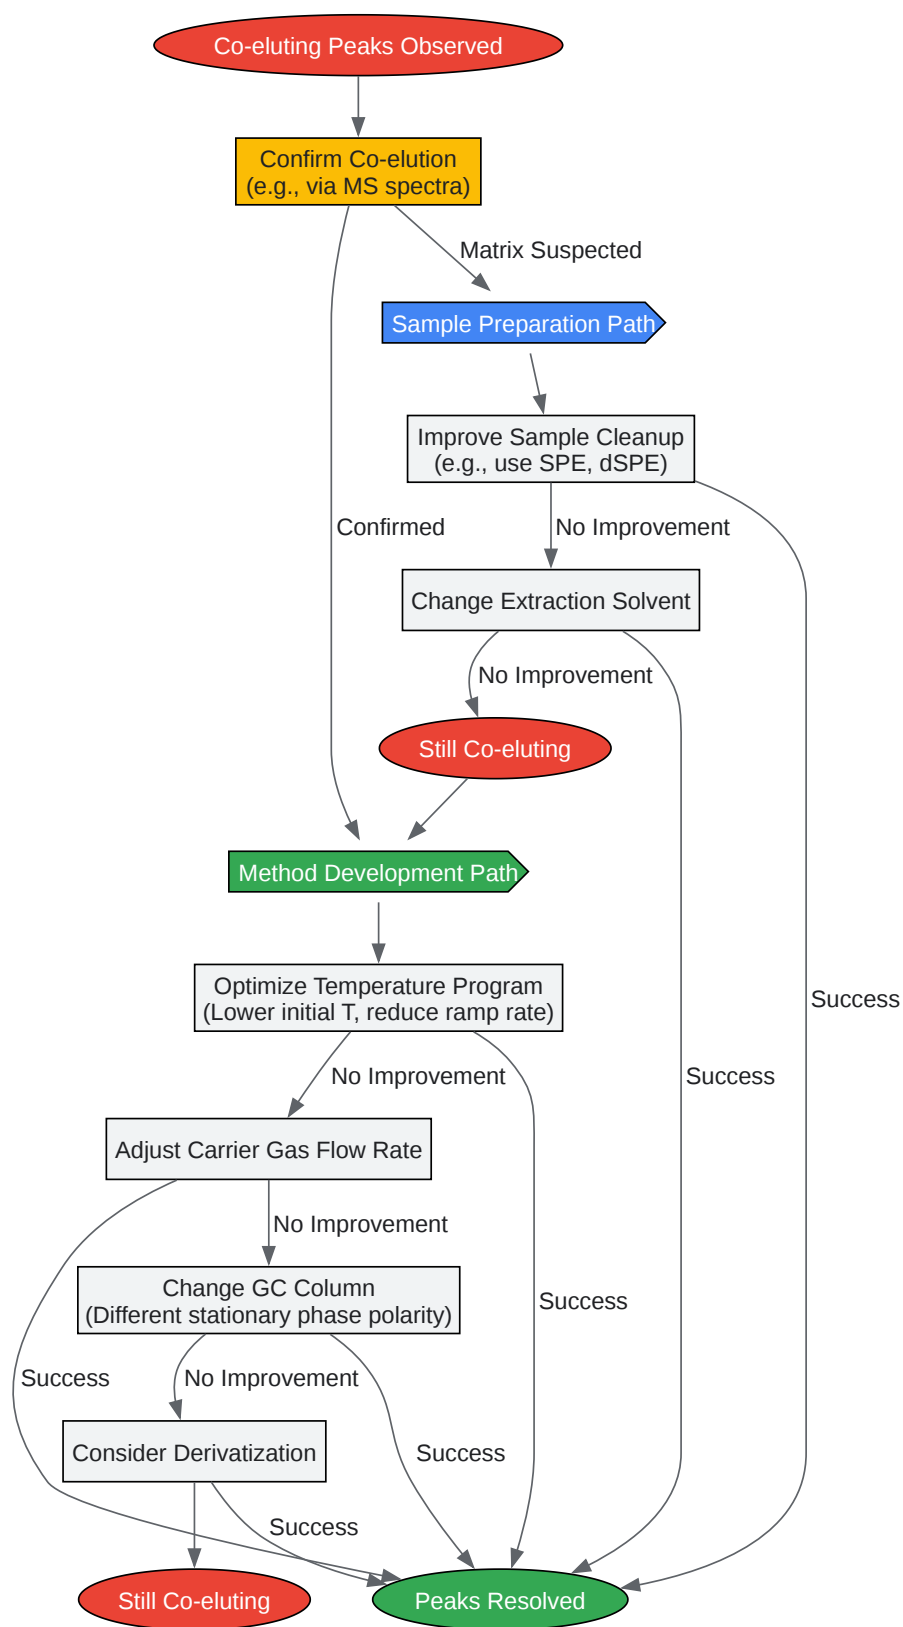 Co-eluting Peaks Observed
Confirm Co-elution
(e.g., via MS spectra)
Matrix Suspected
Sample Preparation Path
Improve Sample Cleanup
(e.g., use SPE, dSPE)
Confirmed
No Improvement
Change Extraction Solvent
No Improvement
Still Co-eluting
Method Development Path
Optimize Temperature Program
(Lower initial T, reduce ramp rate)
Success
No Improvement
Success
Adjust Carrier Gas Flow Rate
No Improvement
Change GC Column
(Different stationary phase polarity)
Success
Success
No Improvement
Consider Derivatization
Success
Success
Still Co-eluting
Peaks Resolved